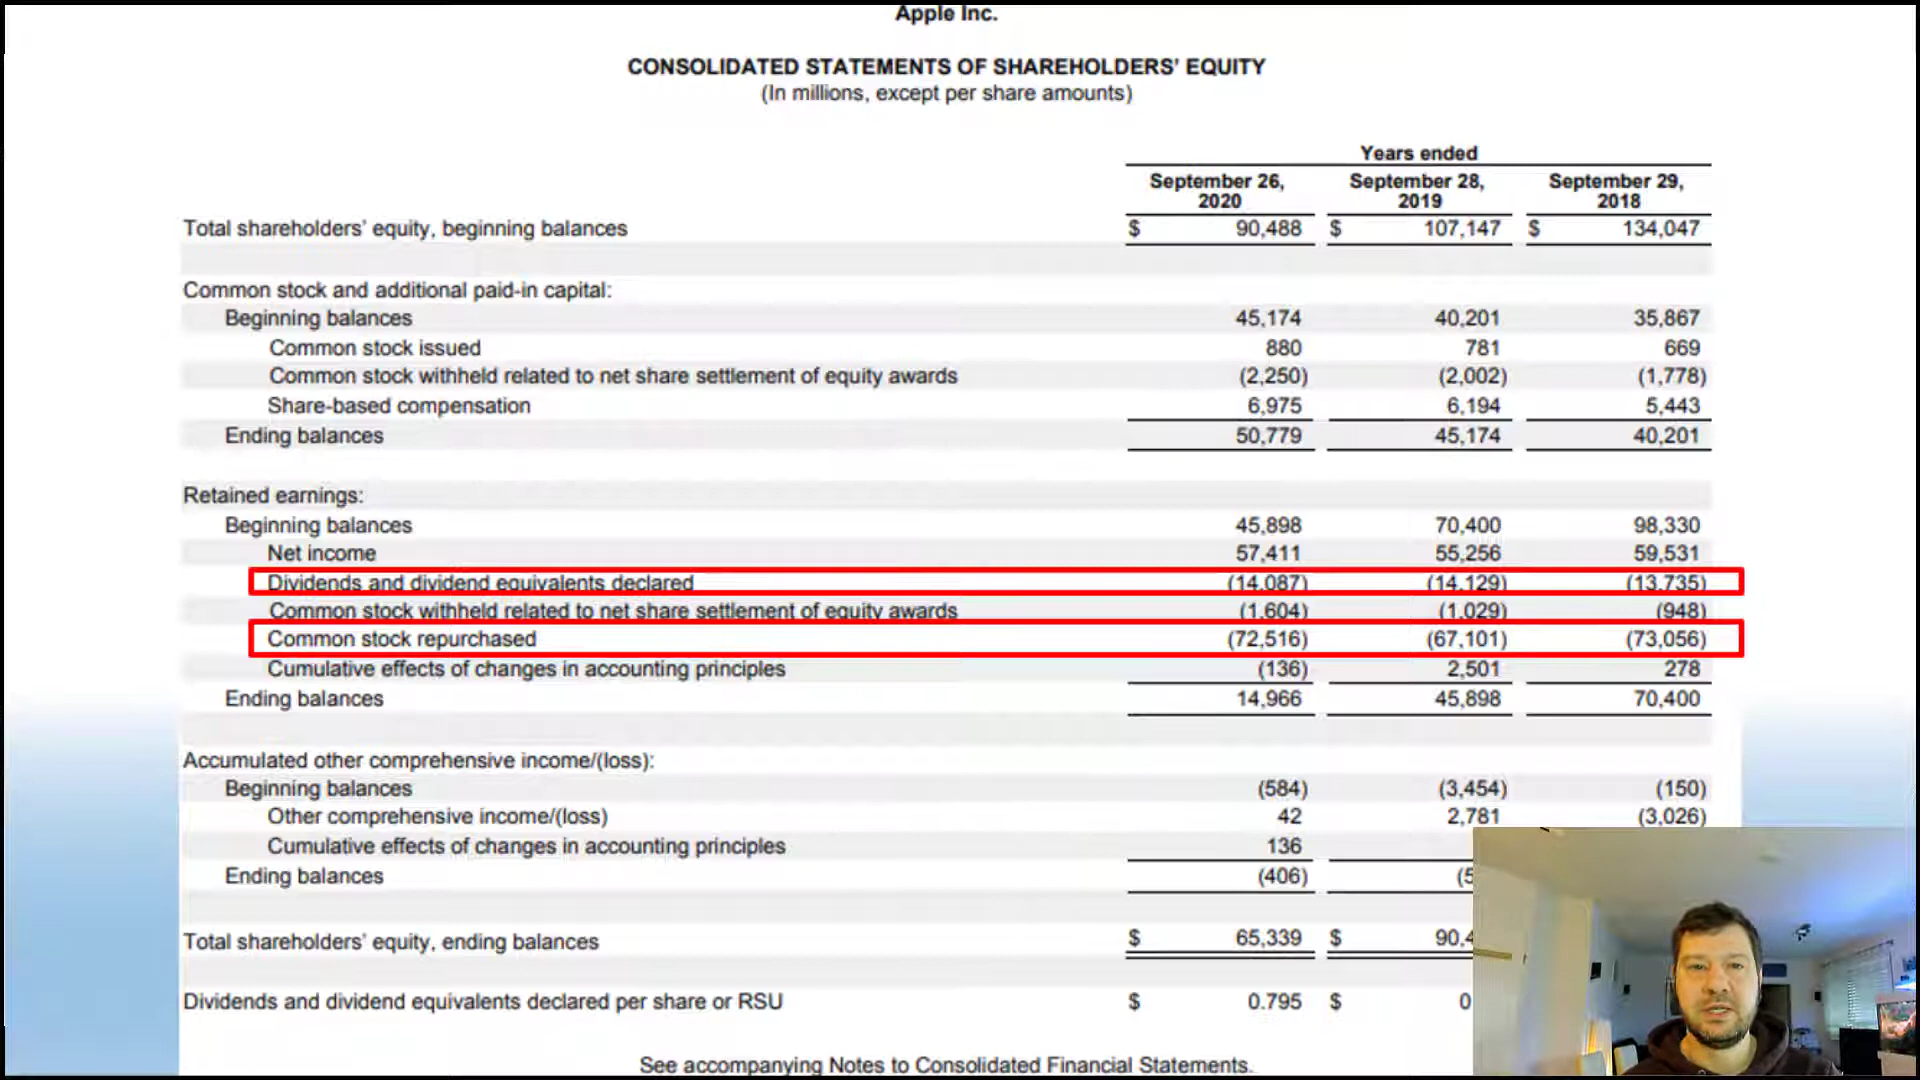 Apple Inc.
CONSOLIDATED STATEMENTS OF SHAREHOLDERS' EQUITY
(In millions, except per share amounts)
Years ended
September 26, 2020 September 28, 2019 September 29, 2018
Total shareholders' equity, beginning balances $ 90,488 $ 107,147 $ 134,047
Common stock and additional paid-in capital:
Beginning balances 45,174 40,201 35,867
Common stock issued 880 781 669
Common stock withheld related to net share settlement of equity awards (2,250) (2,002) (1,778)
Share-based compensation 6,975 6,194 5,443
Ending balances 50,779 45,174 40,201
Retained earnings:
Beginning balances 45,898 70,400 98,330
Net income 57,411 55,256 59,531
Dividends and dividend equivalents declared (14,087) (14,129) (13,735)
Common stock withheld related to net share settlement of equity awards (1,604) (1,029) (948)
Common stock repurchased (72,516) (67,101) (73,056)
Cumulative effects of changes in accounting principles (136) 2,501 278
Ending balances 14,966 45,898 70,400
Accumulated other comprehensive income/(loss):
Beginning balances (584) (3,454) (150)
Other comprehensive income/(loss) 42 2,781 (3,026)
Cumulative effects of changes in accounting principles 136
Ending balances (406) (5
Total shareholders' equity, ending balances $ 65,339 $ 90,4
Dividends and dividend equivalents declared per share or RSU $ 0.795 $ 0
See accompanying Notes to Consolidated Financial Statements.